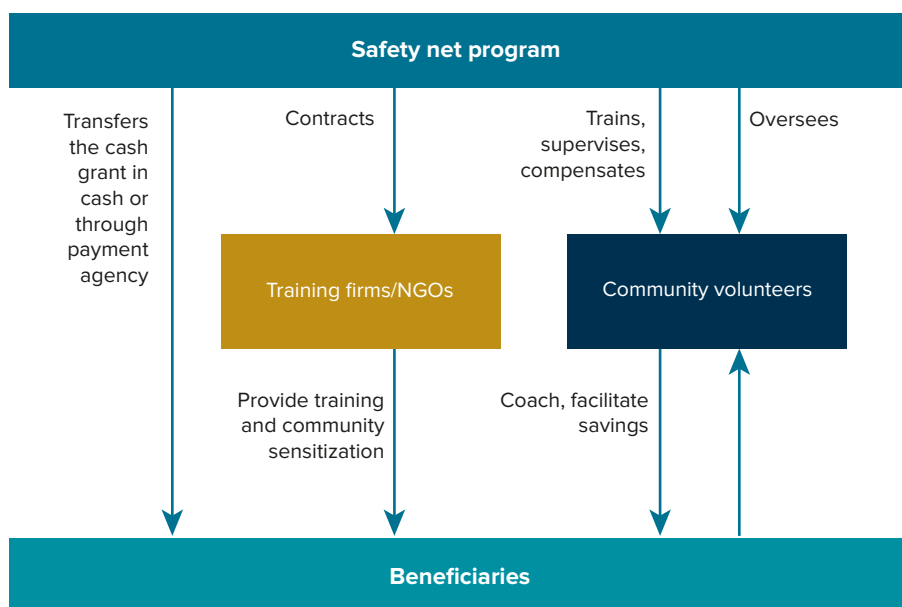 Safety net program
Transfers
the cash
grant in
cash or
through
payment
agency
Contracts
Trains,
supervises,
compensates
Oversees
Training firms/NGOs
Community volunteers
Provide training
and community
sensitization
Coach, facilitate
savings
Beneficiaries